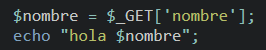 $nombre = $_GET['nombre'];
echo "hola $nombre";